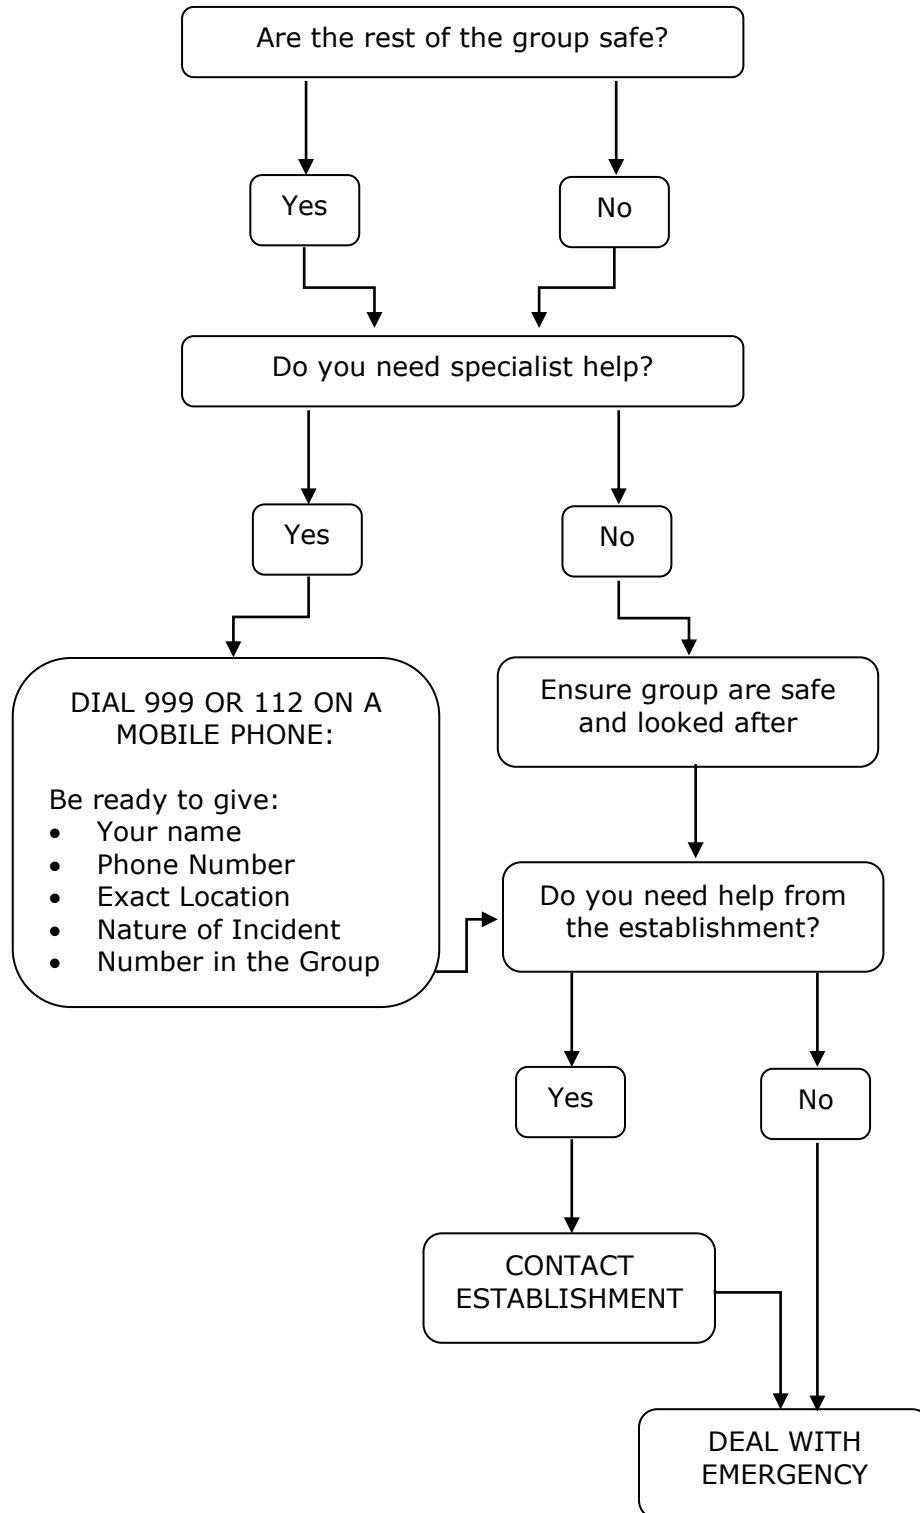 Are the rest of the group safe?
Yes
No
Do you need specialist help?
Yes
No
DIAL 999 OR 112 ON A
MOBILE PHONE:
Be ready to give:
• Your name
• Phone Number
• Exact Location
• Nature of Incident
• Number in the Group
Ensure group are safe
and looked after
Do you need help from
the establishment?
Yes
No
CONTACT
ESTABLISHMENT
DEAL WITH
EMERGENCY